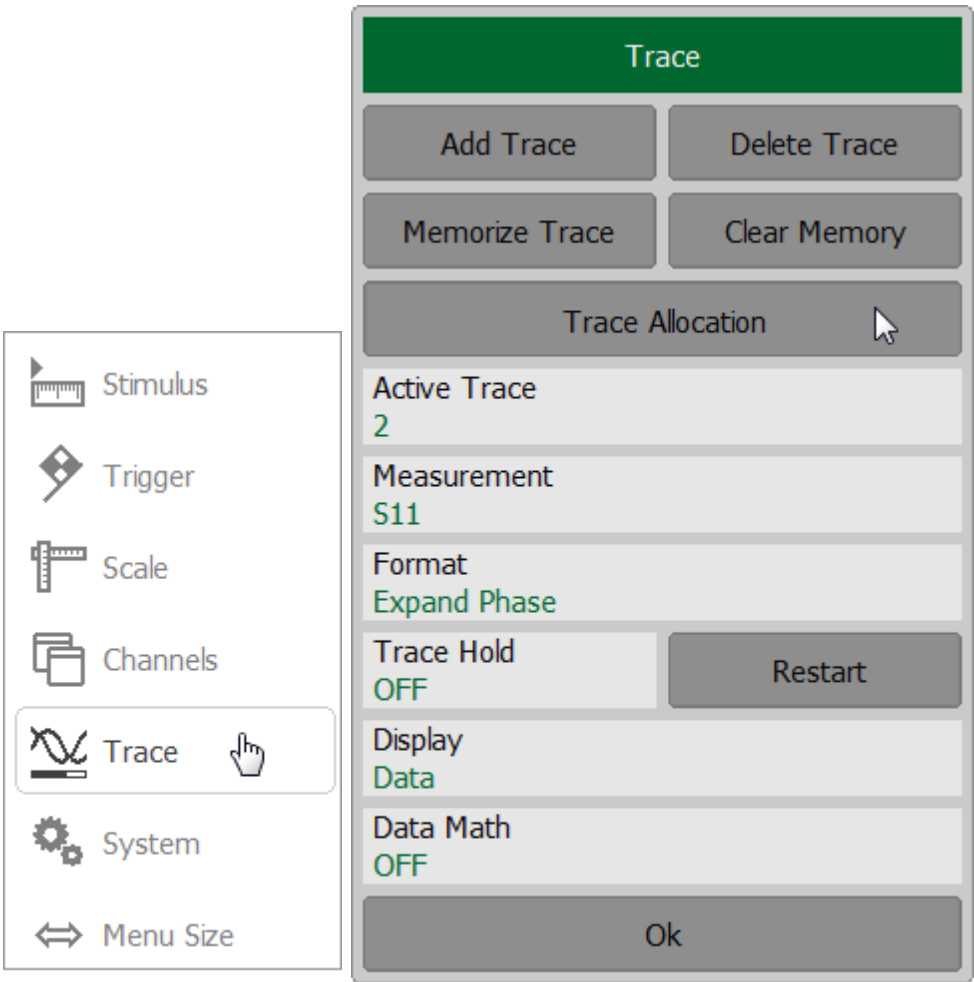 Stimulus
Trigger
Scale
Channels
Trace
System
Menu Size
Trace
Add Trace
Delete Trace
Memorize Trace
Clear Memory
Trace Allocation
Active Trace
2
Measurement
S11
Format
Expand Phase
Trace Hold
OFF
Restart
Display
Data
Data Math
OFF
Ok